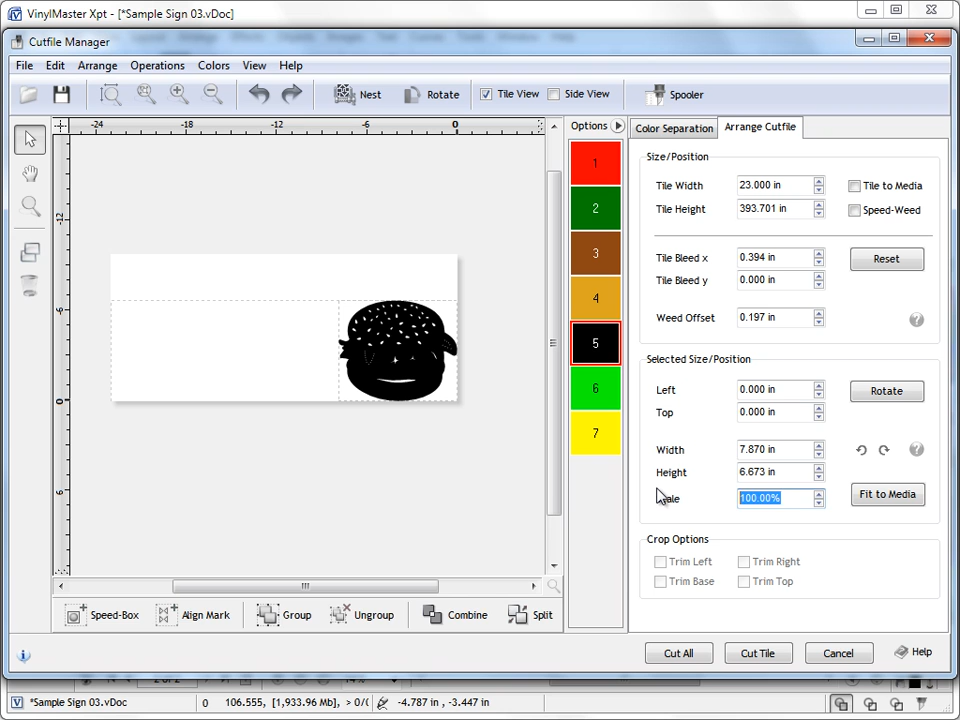 VinylMaster Xpt - [*Sample Sign 03.vDoc]
Cutfile Manager
File Edit Arrange Operations Colors View Help
Nest Rotate Tile View Side View Spooler
-24 -18 -12 -6 0
Options
Color Separation Arrange Cutfile
1
2
3
4
5
6
7
-12
-6
0
6
Size/Position
Tile Width 23.000 in Tile to Media
Tile Height 393.701 in Speed-Weed
Tile Bleed x 0.394 in Reset
Tile Bleed y 0.000 in
Weed Offset 0.197 in ?
Selected Size/Position
Left 0.000 in Rotate
Top 0.000 in
Width 7.870 in ?
Height 6.673 in
100.00% Fit to Media
Crop Options
Trim Left Trim Right
Trim Base Trim Top
Speed-Box Align Mark Group Ungroup Combine Split
Cut All Cut Tile Cancel Help
*Sample Sign 03.vDoc 0 106.555, [1,933.96 Mb], > 0/( -4.787 in , -3.447 in